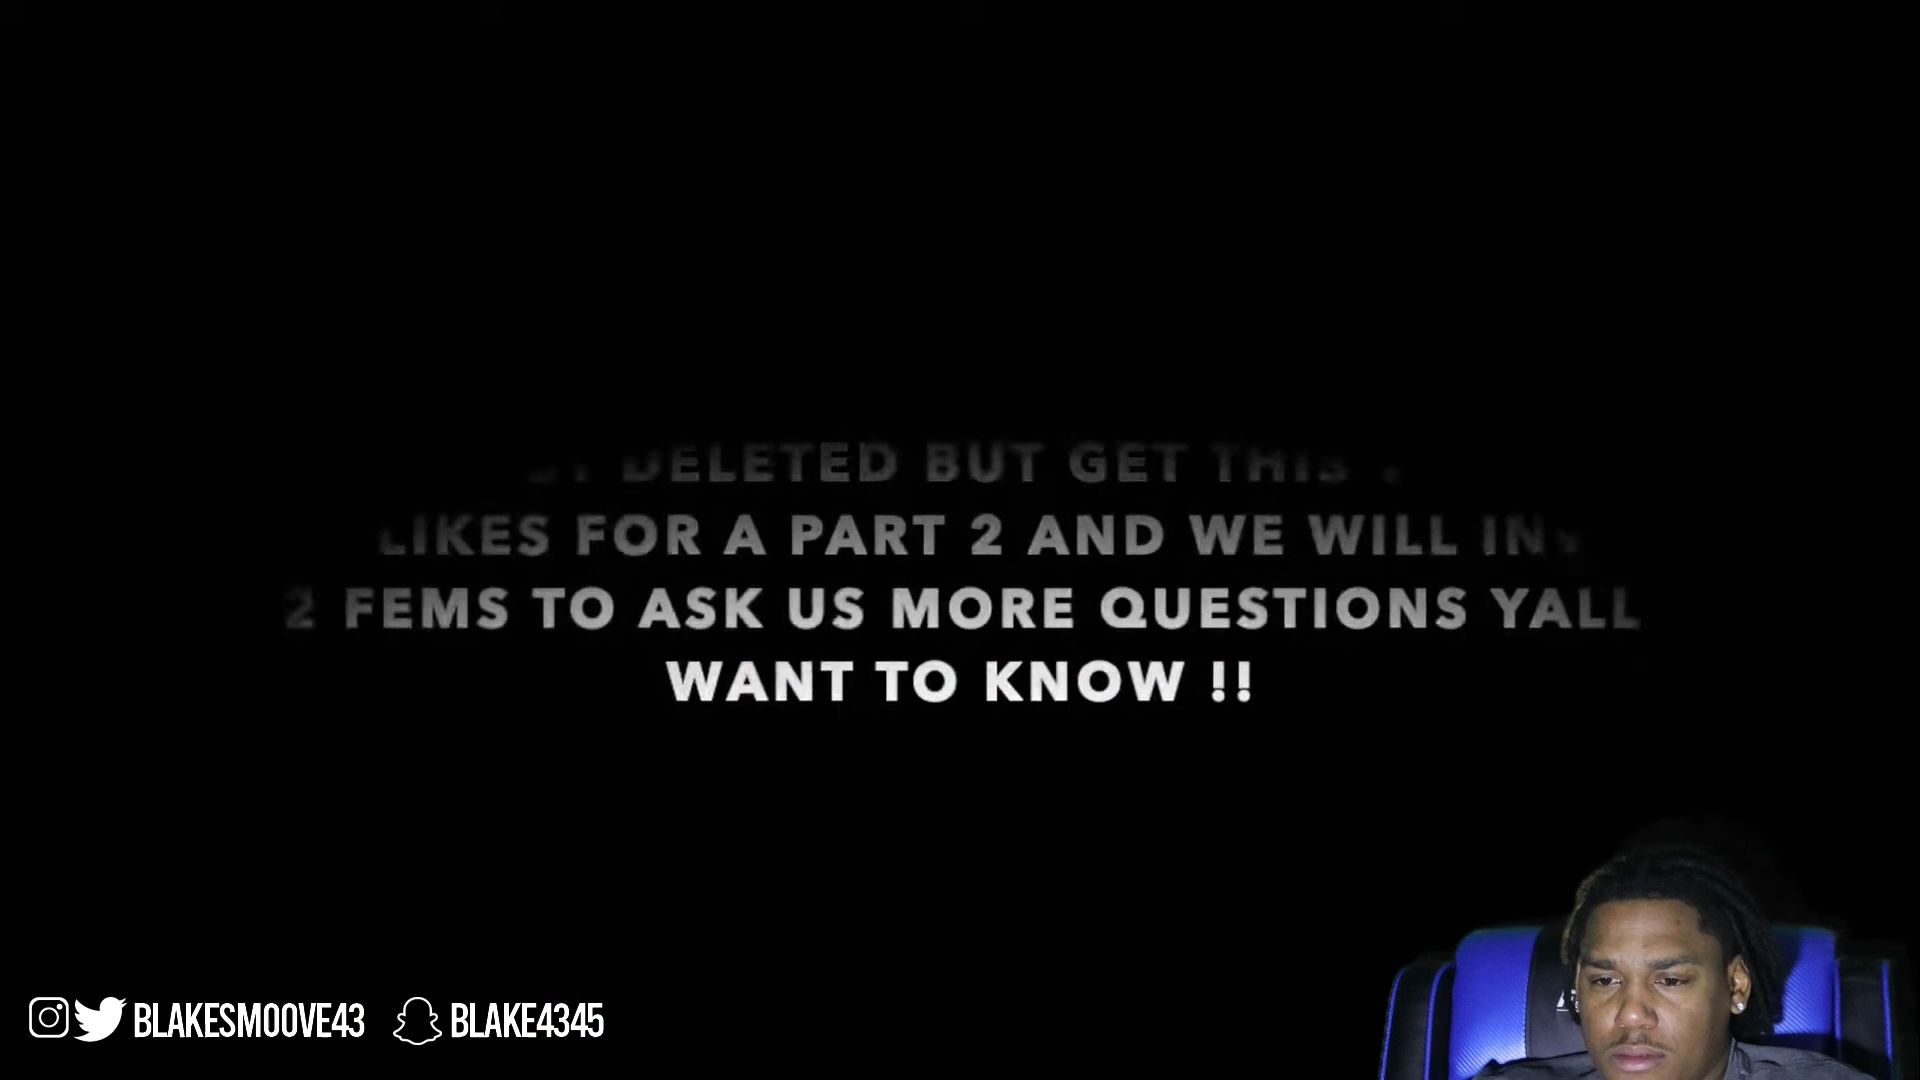 DELETED BUT GET THIS
LIKES FOR A PART 2 AND WE WILL
2 FEMS TO ASK US MORE QUESTIONS YALL
WANT TO KNOW !!
BLAKESMOOVE43 BLAKE4345